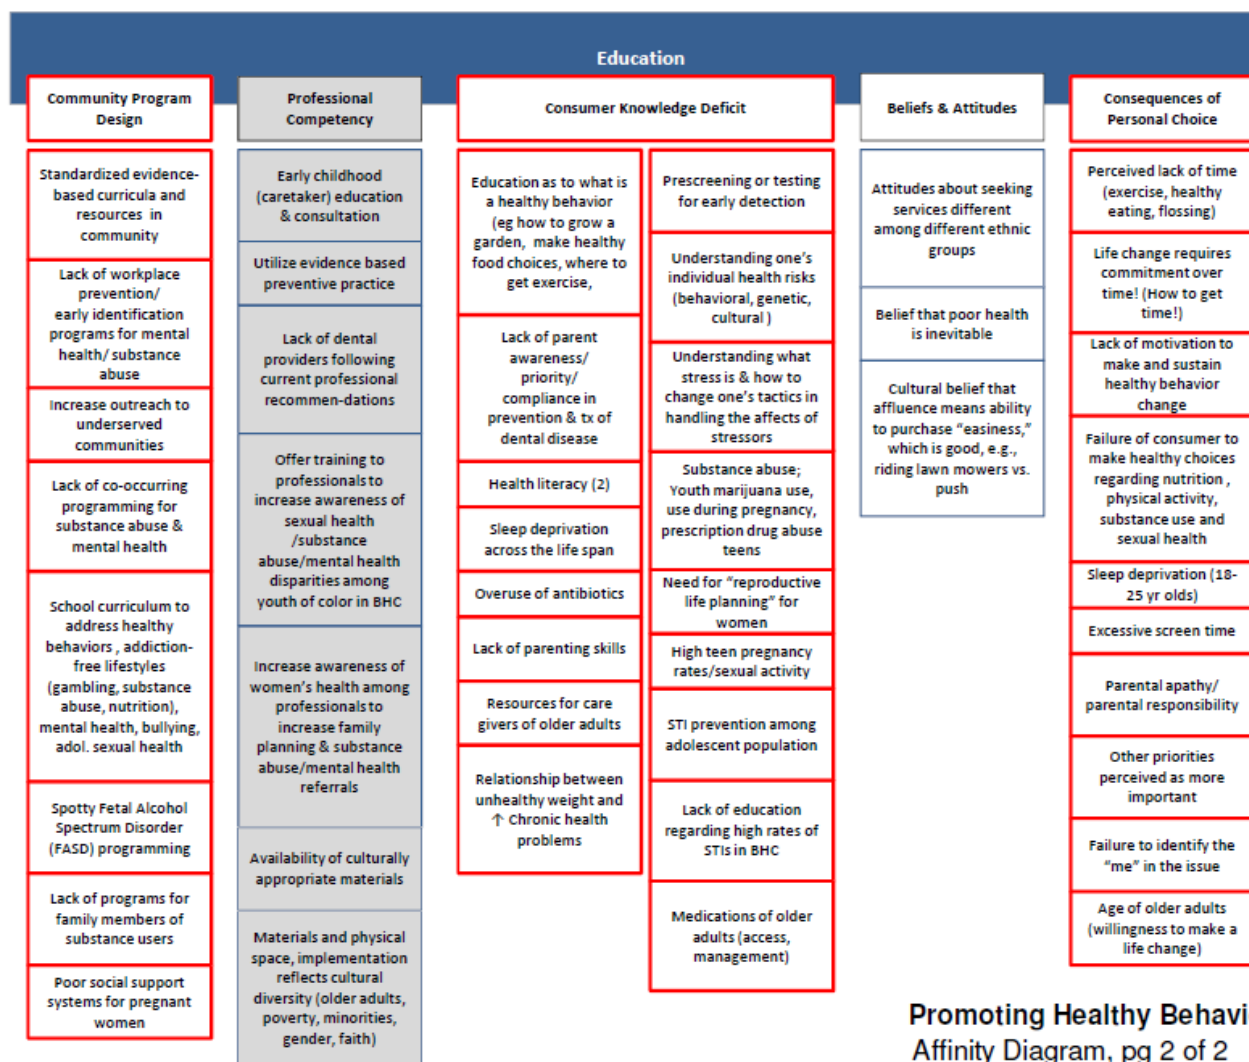 Education
Community Program
Design
Standardized evidence-
based curricula and
resources in
community
Lack of workplace
prevention/
early identification
programs for mental
health/ substance
abuse
Increase outreach to
underserved
communities
Lack of co-occurring
programming for
substance abuse &
mental health
School curriculum to
address healthy
behaviors , addiction-
free lifestyles
(gambling, substance
abuse, nutrition),
mental health, bullying,
adol. sexual health
Spotty Fetal Alcohol
Spectrum Disorder
(FASD) programming
Lack of programs for
family members of
substance users
Poor social support
systems for pregnant
women
Professional
Competency
Early childhood
(caretaker) education
& consultation
Utilize evidence based
preventive practice
Lack of dental
providers following
current professional
recommen-dations
Offer training to
professionals to
increase awareness of
sexual health
/substance
abuse/mental health
disparities among
youth of color in BHC
Increase awareness of
women's health among
professionals to
increase family
planning & substance
abuse/mental health
referrals
Availability of culturally
appropriate materials
Materials and physical
space, implementation
reflects cultural
diversity (older adults,
poverty, minorities,
gender, faith)
Consumer Knowledge Deficit
Education as to what is
a healthy behavior
(eg how to grow a
garden, make healthy
food choices, where to
get exercise,
Lack of parent
awareness/
priority/
compliance in
prevention & tx of
dental disease
Health literacy (2)
Sleep deprivation
across the life span
Overuse of antibiotics
Lack of parenting skills
Resources for care
givers of older adults
Relationship between
unhealthy weight and
↑ Chronic health
problems
Prescreening or testing
for early detection
Understanding one's
individual health risks
(behavioral, genetic,
cultural )
Understanding what
stress is & how to
change one's tactics in
handling the affects of
stressors
Substance abuse;
Youth marijuana use,
use during pregnancy,
prescription drug abuse
teens
Need for "reproductive
life planning" for
women
High teen pregnancy
rates/sexual activity
STI prevention among
adolescent population
Lack of education
regarding high rates of
STIs in BHC
Medications of older
adults (access,
management)
Beliefs & Attitudes
Attitudes about seeking
services different
among different ethnic
groups
Belief that poor health
is inevitable
Cultural belief that
affluence means ability
to purchase "easiness,"
which is good, e.g.,
riding lawn mowers vs.
push
Consequences of
Personal Choice
Perceived lack of time
(exercise, healthy
eating, flossing)
Life change requires
commitment over
time! (How to get
time!)
Lack of motivation to
make and sustain
healthy behavior
change
Failure of consumer to
make healthy choices
regarding nutrition ,
physical activity,
substance use and
sexual health
Sleep deprivation (18-
25 yr olds)
Excessive screen time
Parental apathy/
parental responsibility
Other priorities
perceived as more
important
Failure to identify the
"me" in the issue
Age of older adults
(willingness to make a
life change)
Promoting Healthy Behavi
Affinity Diagram, pg 2 of 2